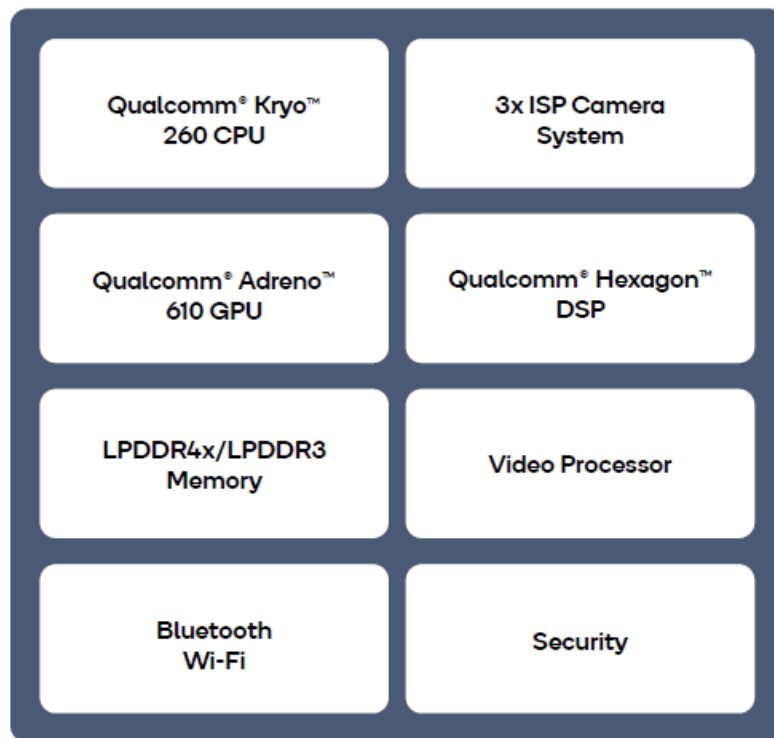 Qualcomm® Kryo™
260 CPU
3x ISP Camera
System
Qualcomm® Adreno™
610 GPU
Qualcomm® Hexagon™
DSP
LPDDR4x/LPDDR3
Memory
Video Processor
Bluetooth
Wi-Fi
Security